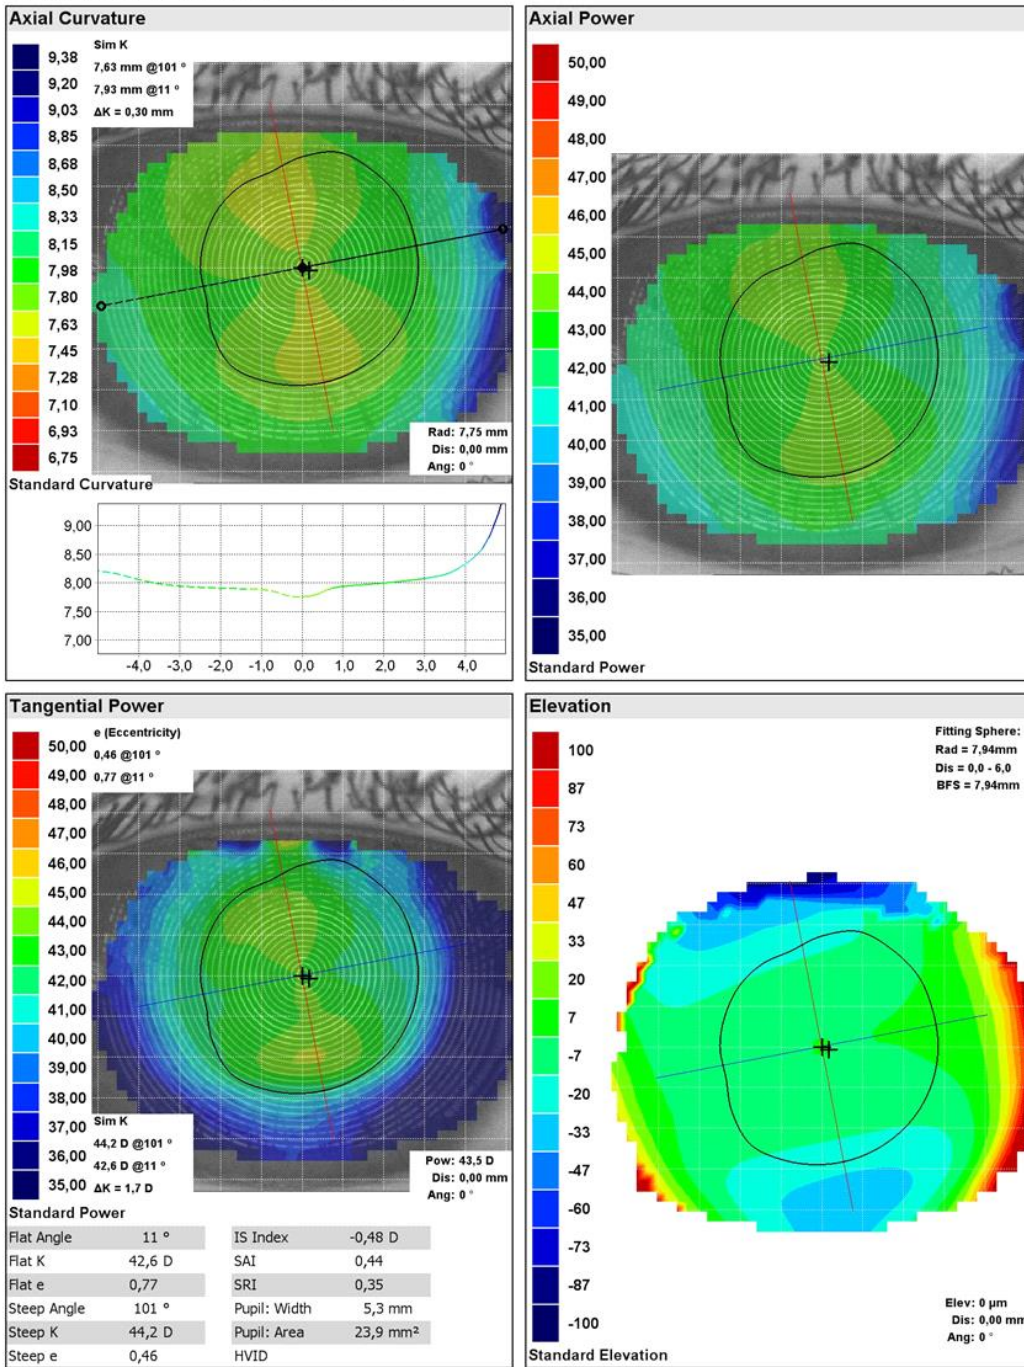 Axial Curvature
Sim K
7,63 mm @101 °
7,93 mm @11 °
ΔK = 0,30 mm
9,38
9,20
9,03
8,85
8,68
8,50
8,33
8,15
7,98
7,80
7,63
7,45
7,28
7,10
6,93
6,75
Rad: 7,75 mm
Dis: 0,00 mm
Ang: 0 °
Standard Curvature
9,00
8,50
8,00
7,50
7,00
-4,0 -3,0 -2,0 -1,0 0,0 1,0 2,0 3,0 4,0
Axial Power
50,00
49,00
48,00
47,00
46,00
45,00
44,00
43,00
42,00
41,00
40,00
39,00
38,00
37,00
36,00
35,00
Standard Power
Tangential Power
e (Eccentricity)
0,46 @101 °
0,77 @11 °
50,00
49,00
48,00
47,00
46,00
45,00
44,00
43,00
42,00
41,00
40,00
39,00
38,00
37,00
36,00
35,00
Sim K
44,2 D @101 °
42,6 D @11 °
ΔK = 1,7 D
Pow: 43,5 D
Dis: 0,00 mm
Ang: 0 °
Standard Power
Flat Angle 11 ° IS Index -0,48 D
Flat K 42,6 D SAI 0,44
Flat e 0,77 SRI 0,35
Steep Angle 101 ° Pupil: Width 5,3 mm
Steep K 44,2 D Pupil: Area 23,9 mm²
Steep e 0,46 HVID
Elevation
Fitting Sphere:
Rad = 7,94mm
Dis = 0,0 - 6,0
BFS = 7,94mm
100
87
73
60
47
33
20
7
-7
-20
-33
-47
-60
-73
-87
-100
Elev: 0 µm
Dis: 0,00 mm
Ang: 0 °
Standard Elevation